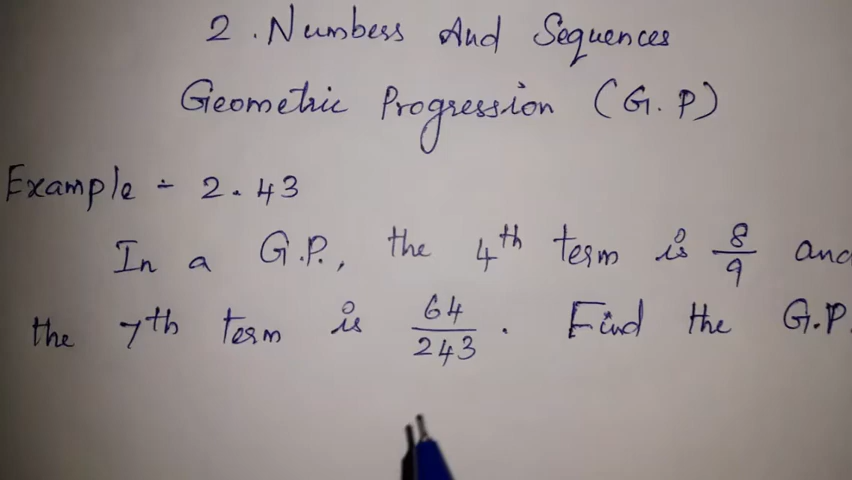 2 . Numbers And Sequences
Geometric Progression (G.P)
Example - 2.43
In a G.P., the 4th term is 8/9 and
the 7th term is 64/243 . Find the G.P.